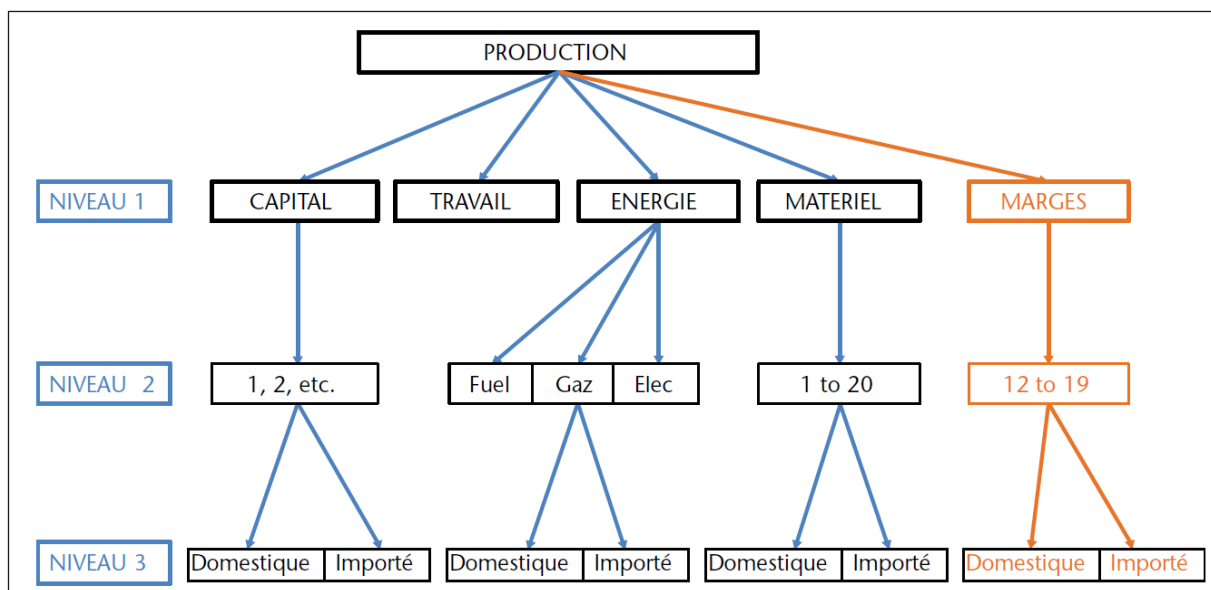 PRODUCTION
NIVEAU 1 CAPITAL TRAVAIL ENERGIE MATERIEL MARGES
NIVEAU 2 1, 2, etc. Fuel Gaz Elec 1 to 20 12 to 19
NIVEAU 3 Domestique Importé Domestique Importé Domestique Importé Domestique Importé